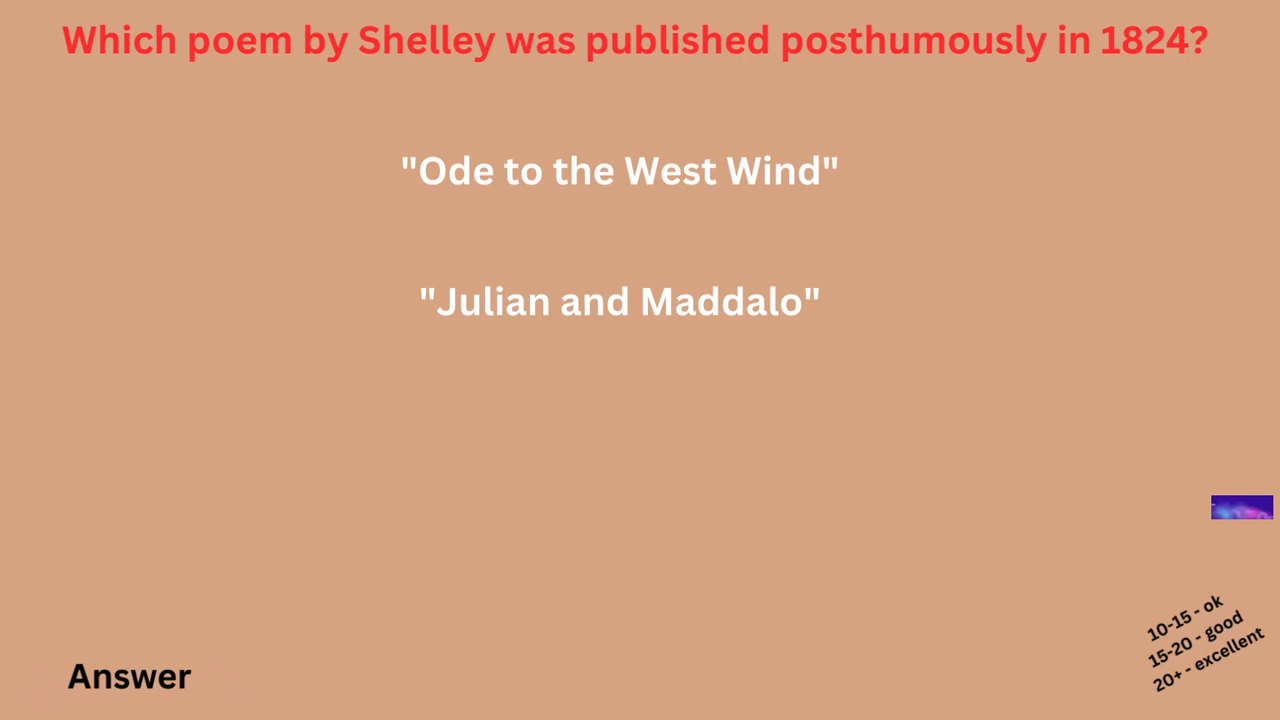 Which poem by Shelley was published posthumously in 1824?
"Ode to the West Wind"
"Julian and Maddalo"
10-15 - ok
15-20 - good
20+ - excellent
Answer